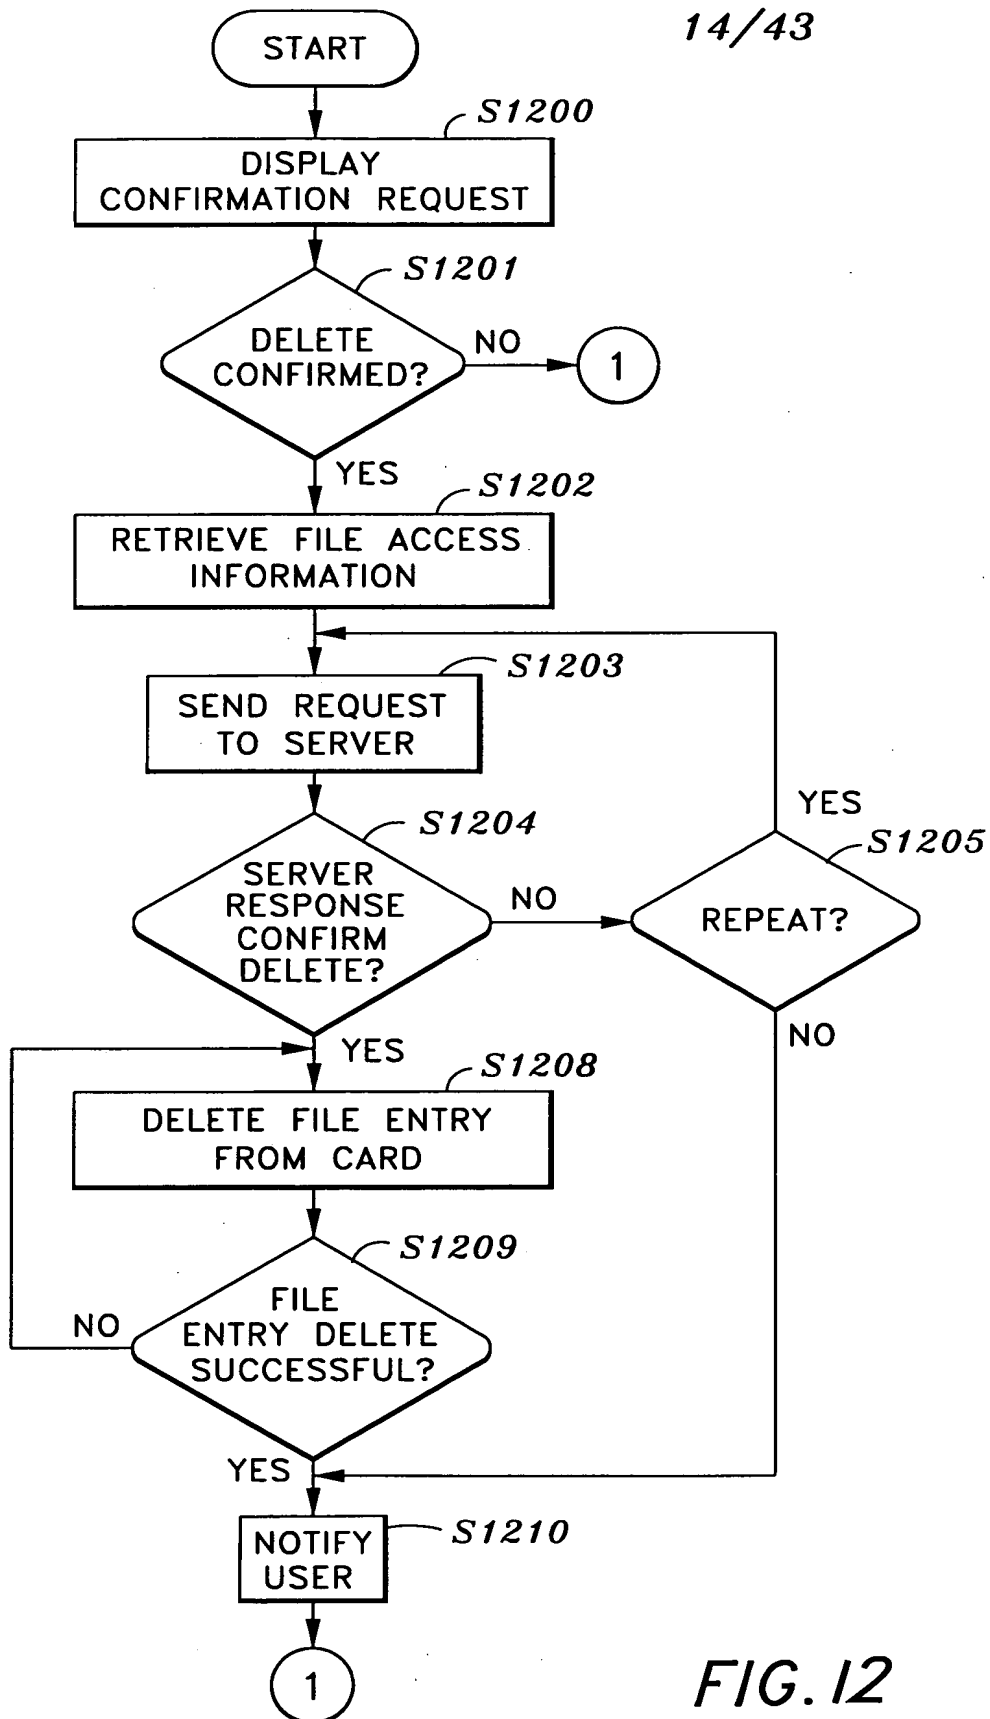 14/43
START
S1200
DISPLAY
CONFIRMATION REQUEST
S1201
DELETE
CONFIRMED?
NO
1
YES
S1202
RETRIEVE FILE ACCESS
INFORMATION
S1203
SEND REQUEST
TO SERVER
YES
S1204
S1205
SERVER
RESPONSE
CONFIRM
DELETE?
NO
REPEAT?
NO
YES
S1208
DELETE FILE ENTRY
FROM CARD
S1209
FILE
ENTRY DELETE
SUCCESSFUL?
NO
YES
S1210
NOTIFY
USER
1
FIG. 12